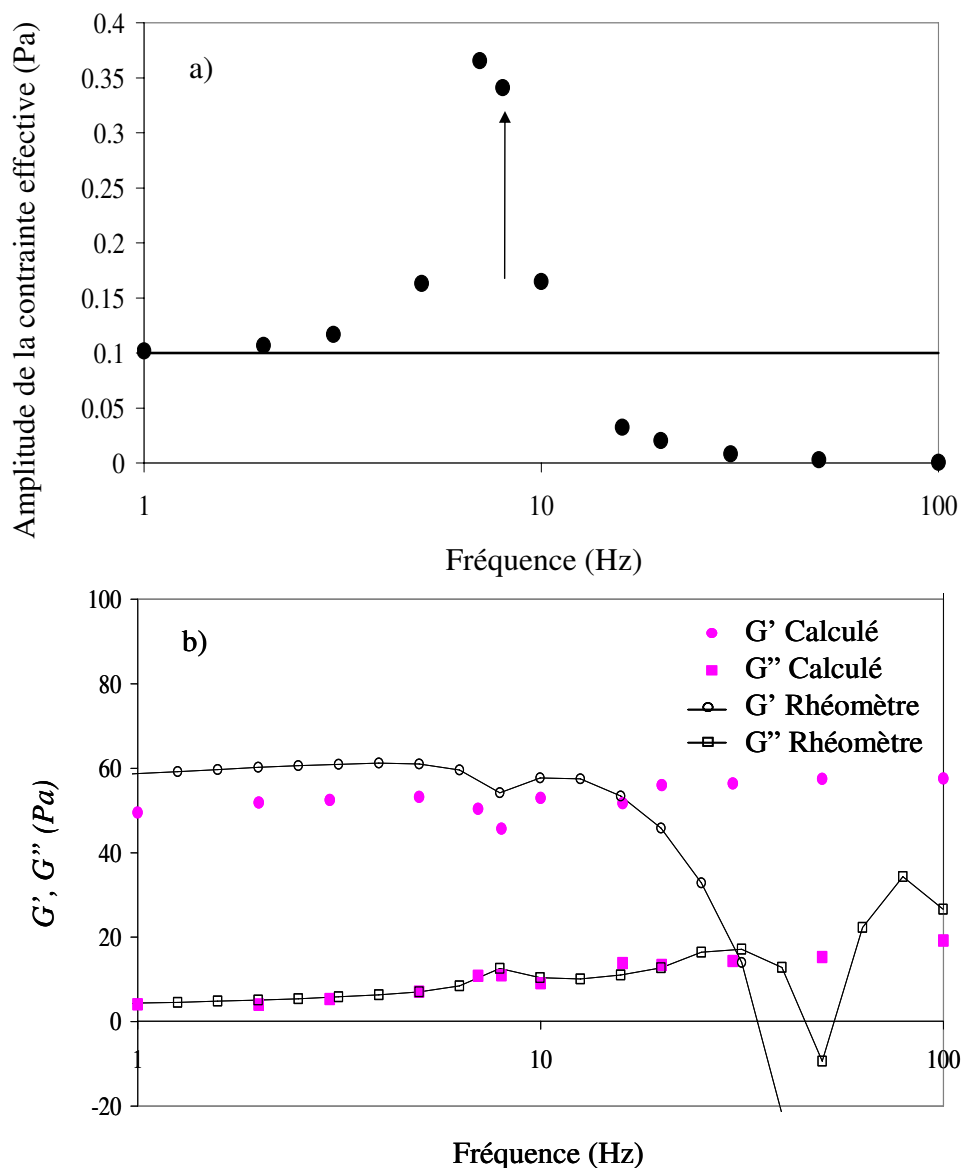 Amplitude de la contrainte effective (Pa)
a)
0.4
0.35
0.3
0.25
0.2
0.15
0.1
0.05
0
1
10
100
Fréquence (Hz)
G', G'' (Pa)
b)
100
80
60
40
20
0
-20
1
10
100
G' Calculé
G'' Calculé
G' Rhéomètre
G'' Rhéomètre
Fréquence (Hz)